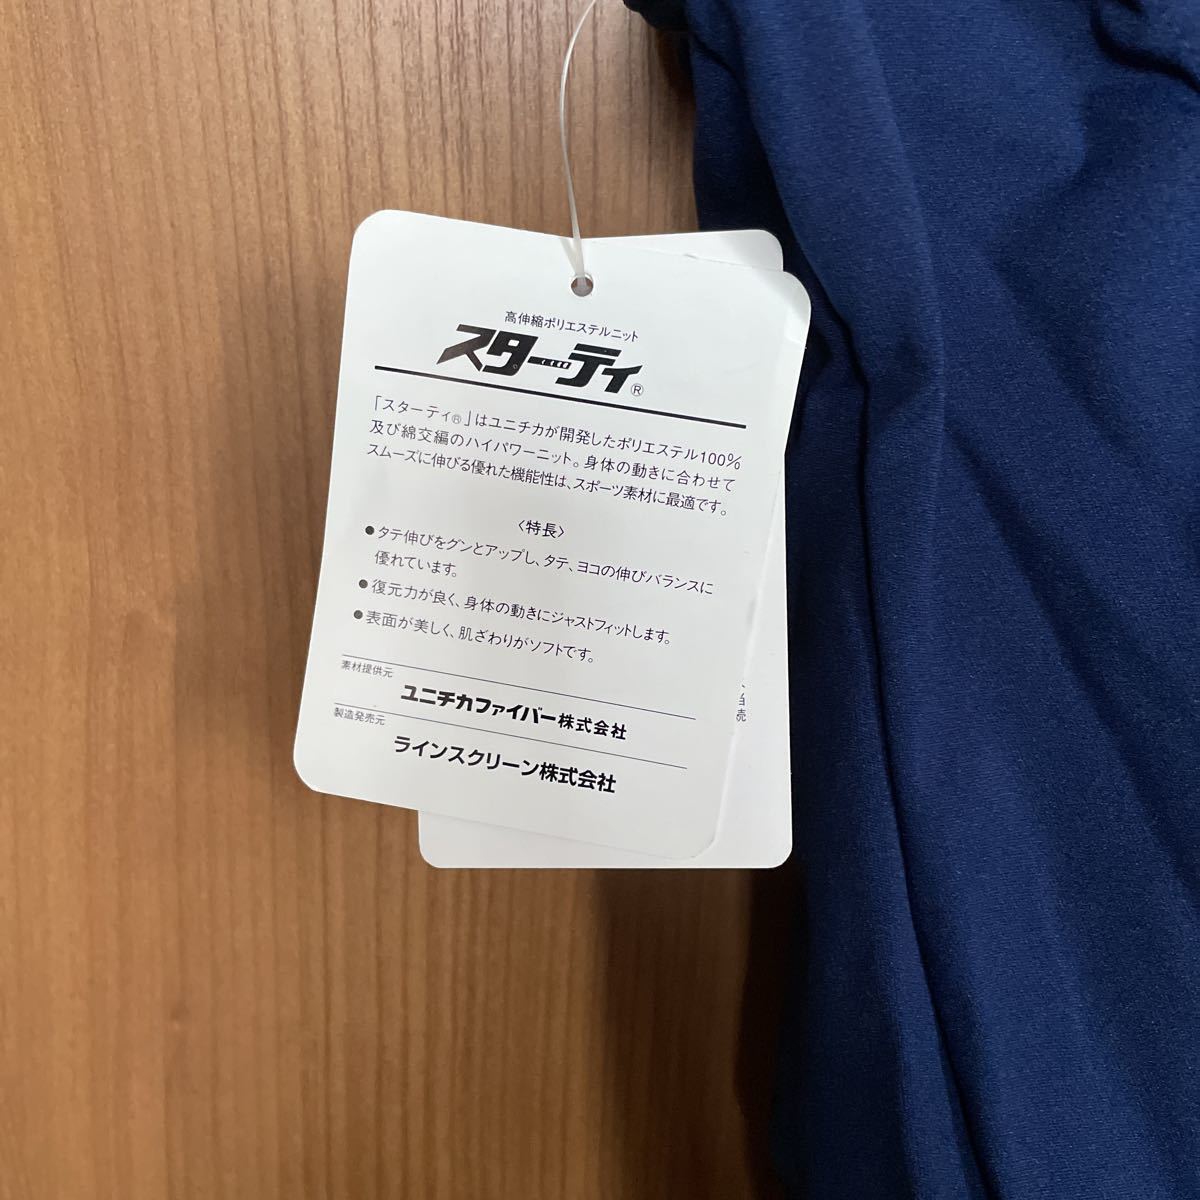 高伸縮ポリエステルニット
スターティ®
「スターティ®」はユニチカが開発したポリエステル100%
及び綿交編のハイパワーニット。身体の動きに合わせて
スムーズに伸びる優れた機能性は、スポーツ素材に最適です。
〈特長〉
●タテ伸びをグンとアップし、タテ、ヨコの伸びバランスに
優れています。
●復元力が良く、身体の動きにジャストフィットします。
●表面が美しく、肌ざわりがソフトです。
素材提供元
ユニチカファイバー株式会社
製造発売元
ラインスクリーン株式会社
続